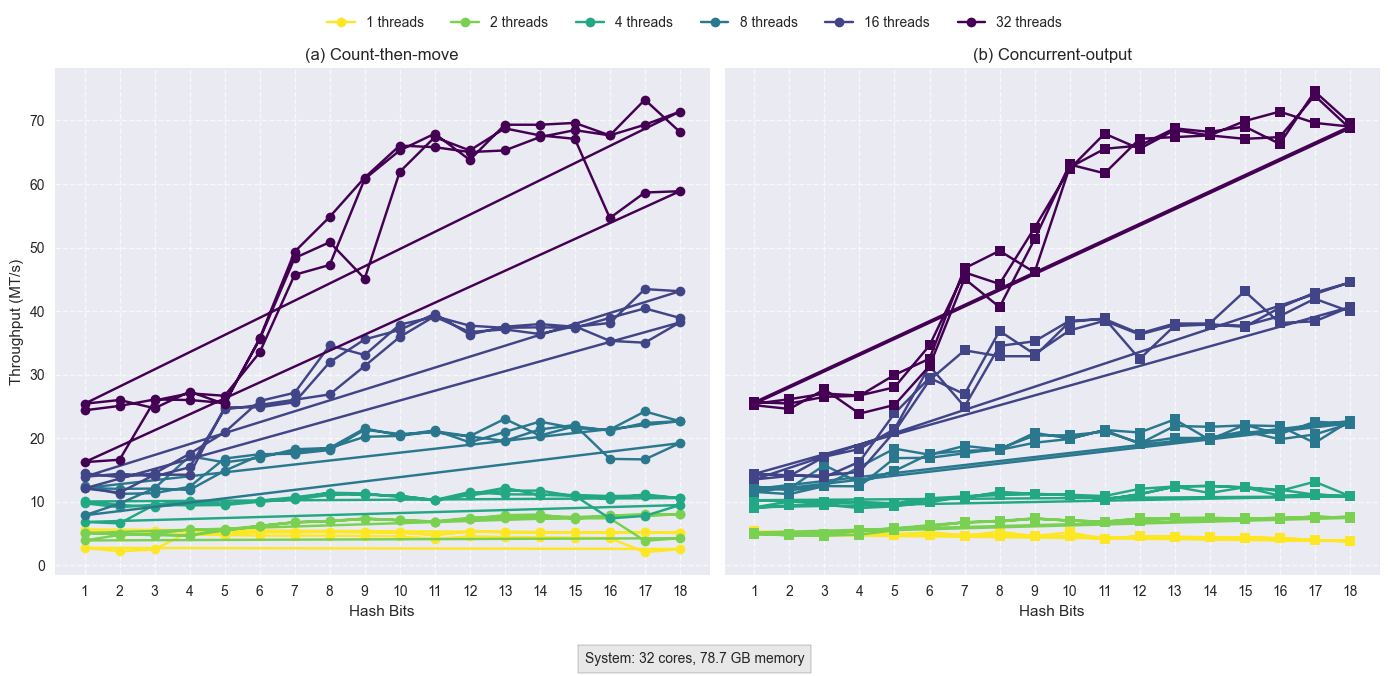 1 threads 2 threads 4 threads 8 threads 16 threads 32 threads
(a) Count-then-move
(b) Concurrent-output
Throughput (MT/s)
70
60
50
40
30
20
10
0
1 2 3 4 5 6 7 8 9 10 11 12 13 14 15 16 17 18
1 2 3 4 5 6 7 8 9 10 11 12 13 14 15 16 17 18
Hash Bits
Hash Bits
System: 32 cores, 78.7 GB memory